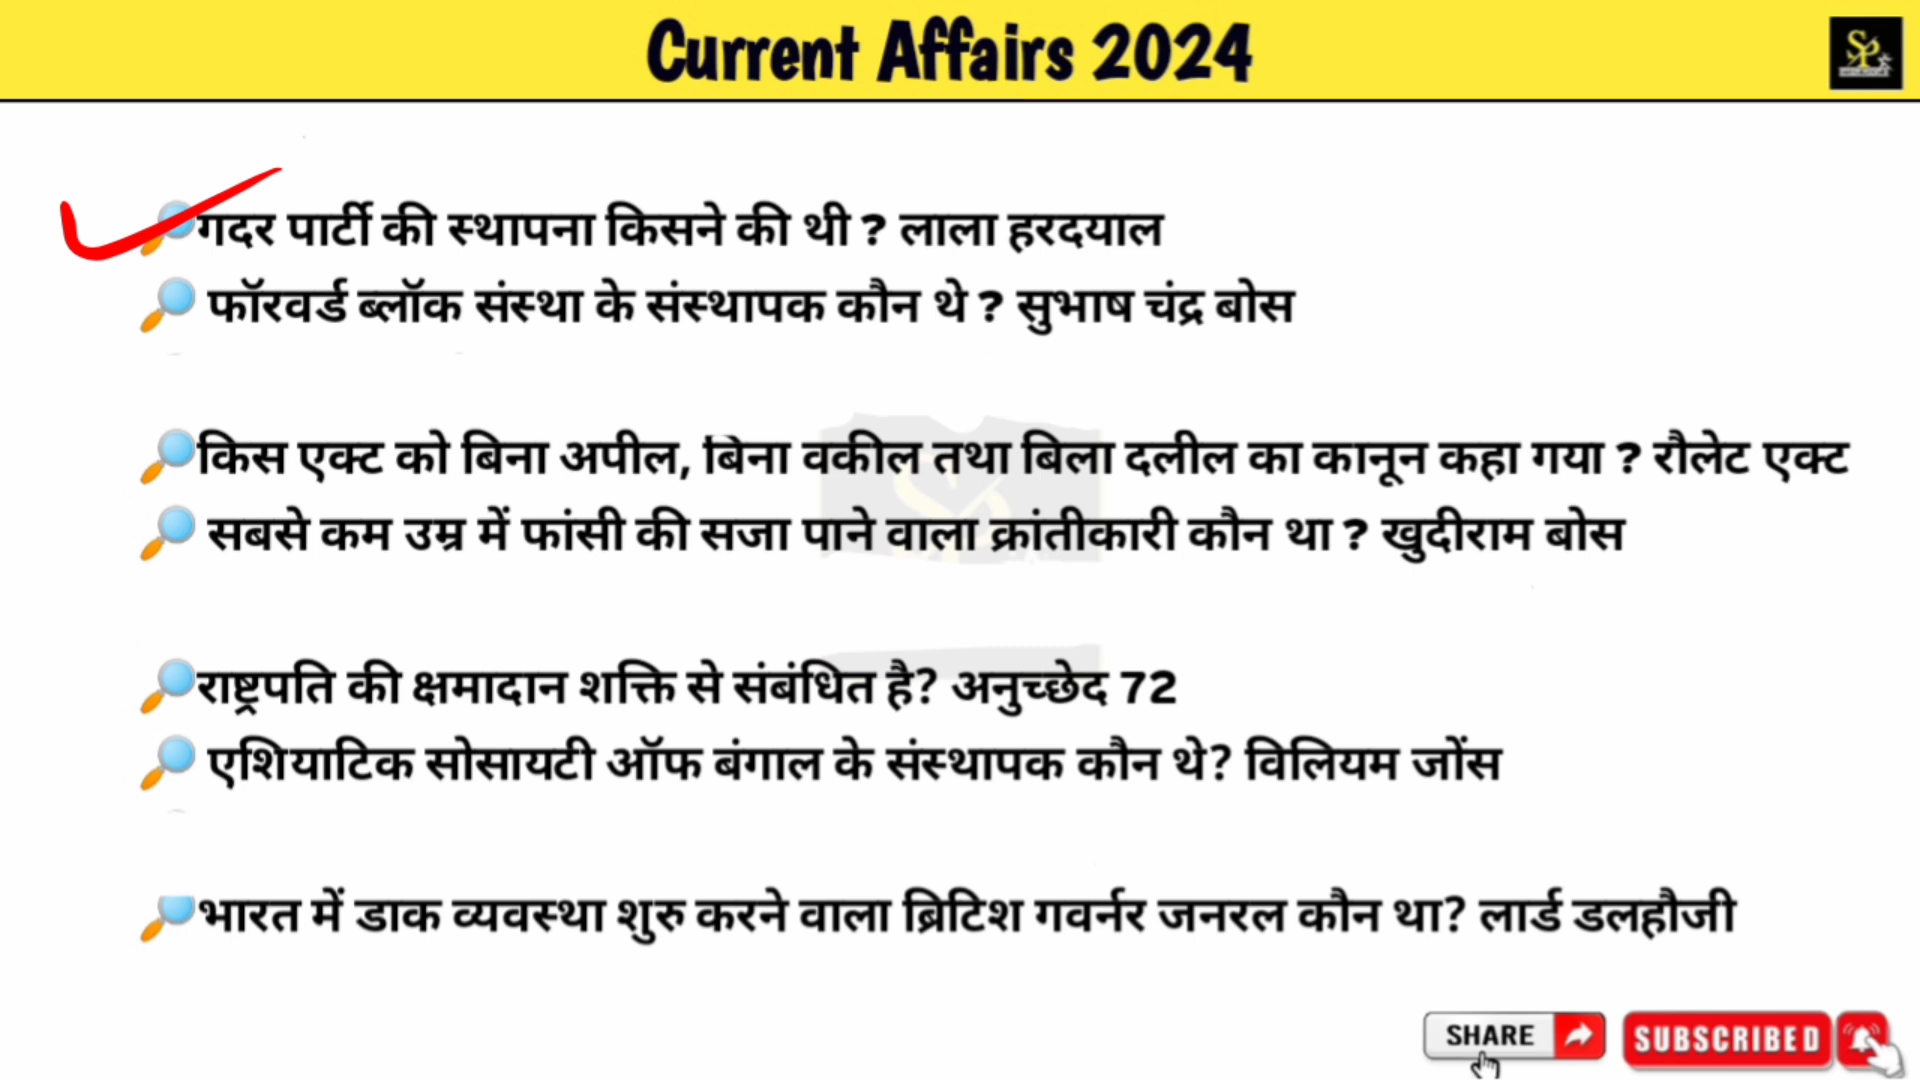 Current Affairs 2024
गदर पार्टी की स्थापना किसने की थी ? लाला हरदयाल
फॉरवर्ड ब्लॉक संस्था के संस्थापक कौन थे ? सुभाष चंद्र बोस
किस एक्ट को बिना अपील, बिना वकील तथा बिला दलील का कानून कहा गया ? रौलेट एक्ट
सबसे कम उम्र में फांसी की सजा पाने वाला क्रांतीकारी कौन था ? खुदीराम बोस
राष्ट्रपति की क्षमादान शक्ति से संबंधित है? अनुच्छेद 72
एशियाटिक सोसायटी ऑफ बंगाल के संस्थापक कौन थे? विलियम जोंस
भारत में डाक व्यवस्था शुरु करने वाला ब्रिटिश गवर्नर जनरल कौन था? लार्ड डलहौजी
SHARE SUBSCRIBED